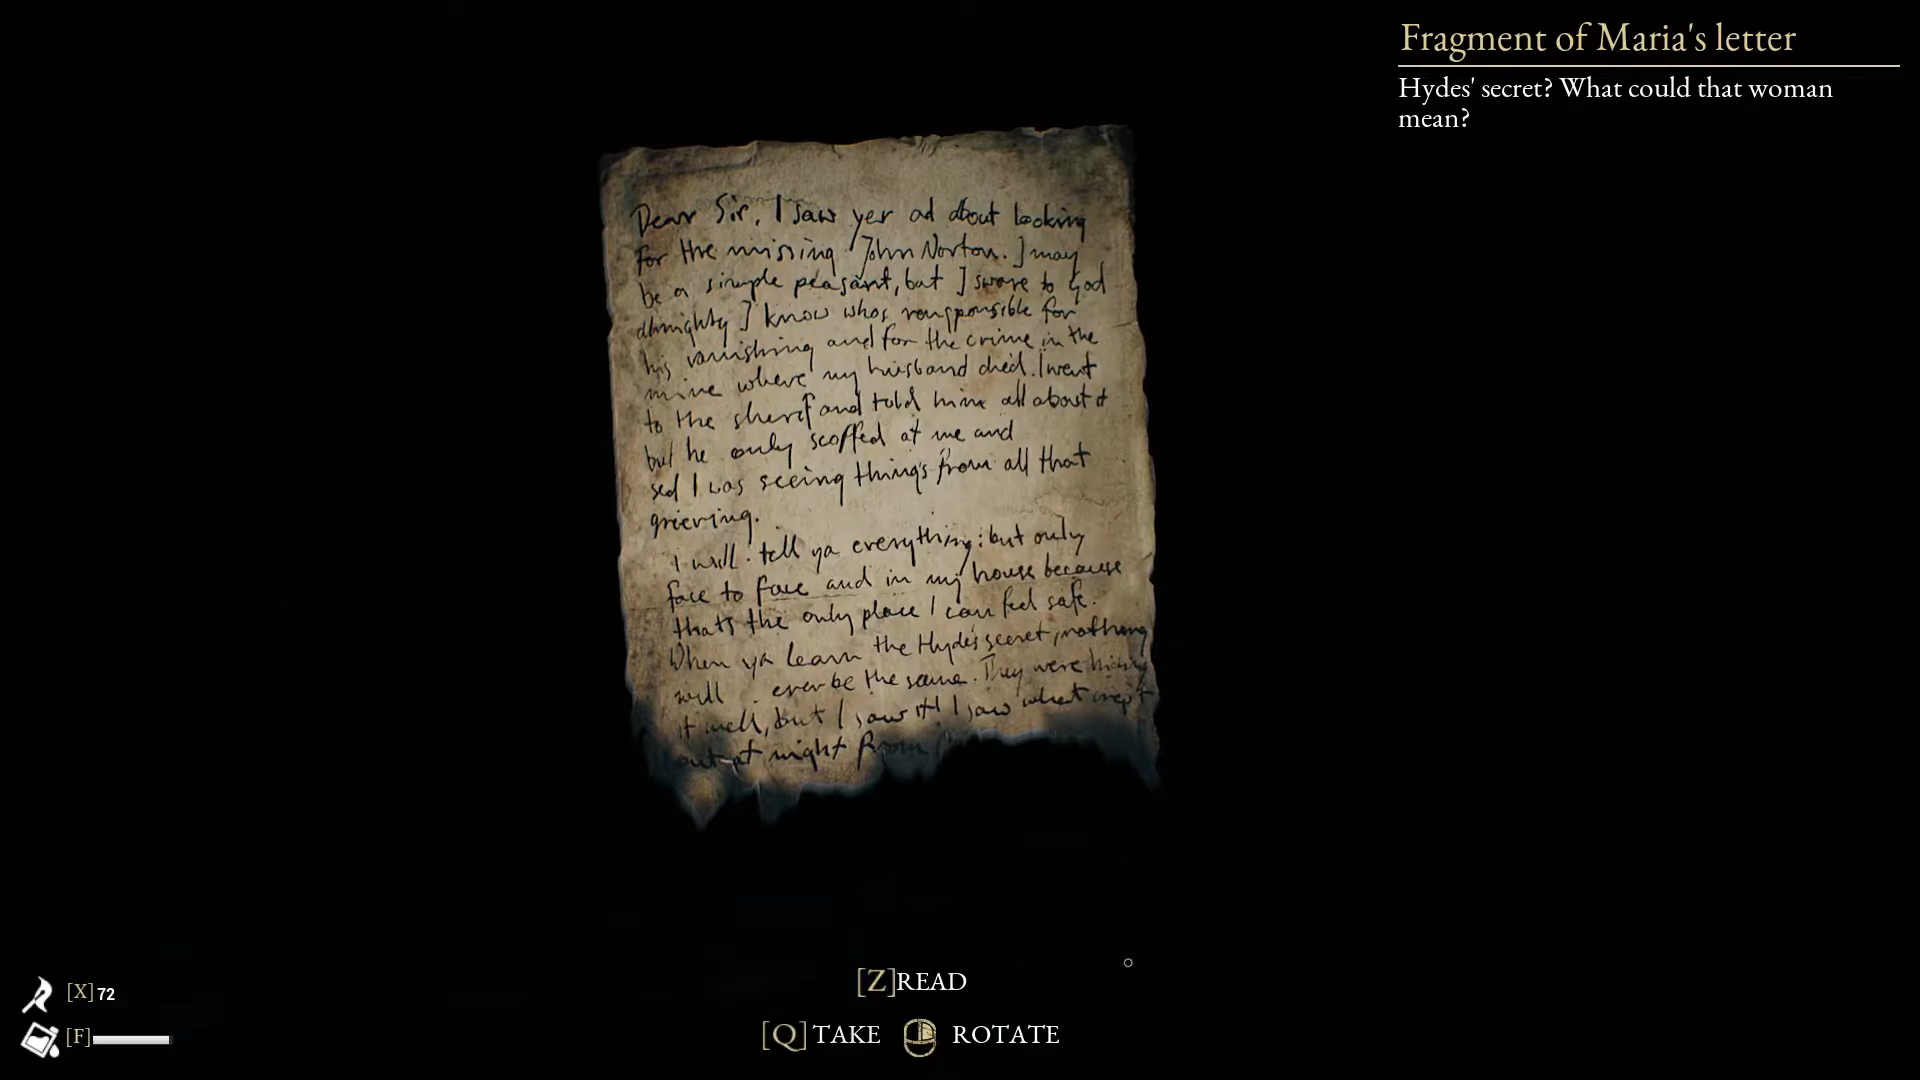 Fragment of Maria's letter
Hydes' secret? What could that woman
mean?
Dear Sir, I saw yer ad about looking
for the missing John Norton. I may
be a simple peasant, but I swore to God
almighty I know whos rensponsible for
his vanishing and for the crime in the
mine where my husband died. I went
to the sherif and told him all about it
but he only scoffed at me and
sed I was seeing things from all that
grieving.
I will tell ya everything: but only
face to face and in my house because
thats the only place I can feel safe.
When ya learn the Hyde's secret, nothing
will ever be the same. They were hiding
it well, but I saw it! I saw what crept
out at night from
[X] 72
[F]
[Z] READ
[Q] TAKE ROTATE